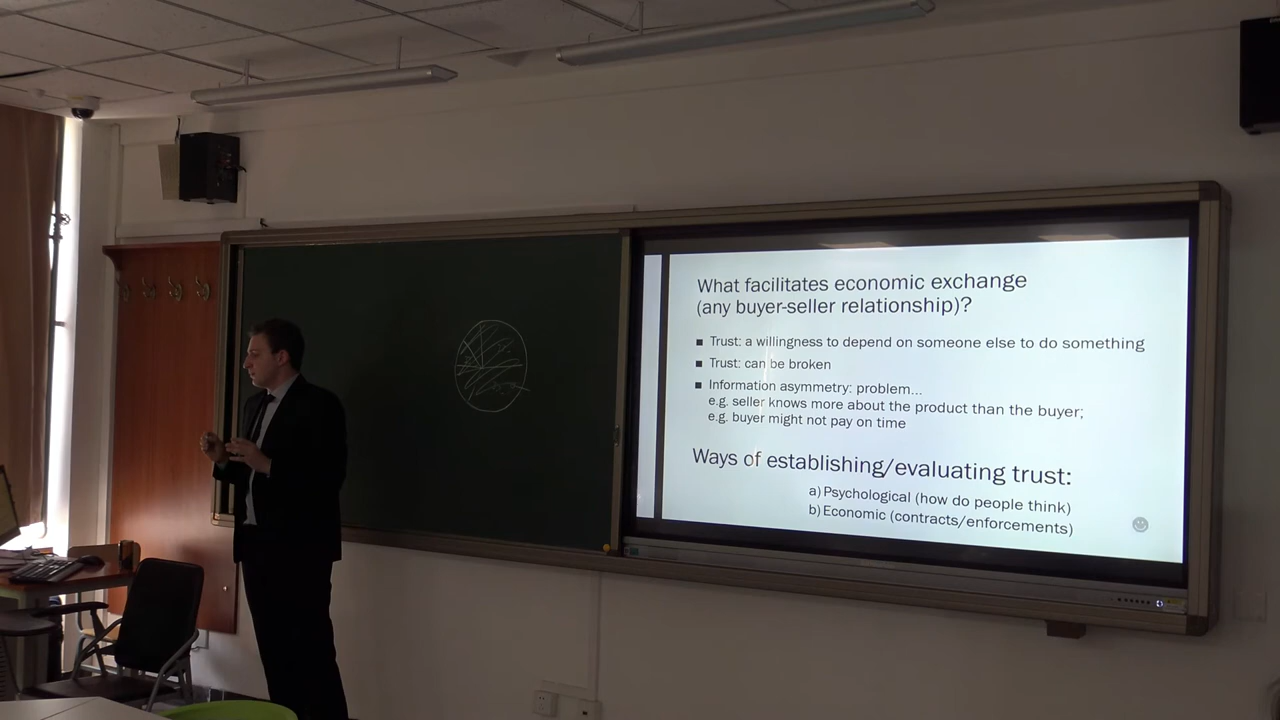 What facilitates economic exchange
(any buyer-seller relationship)?
■ Trust: a willingness to depend on someone else to do something
■ Trust: can be broken
■ Information asymmetry: problem...
e.g. seller knows more about the product than the buyer;
e.g. buyer might not pay on time
Ways of establishing/evaluating trust:
a) Psychological (how do people think)
b) Economic (contracts/enforcements)